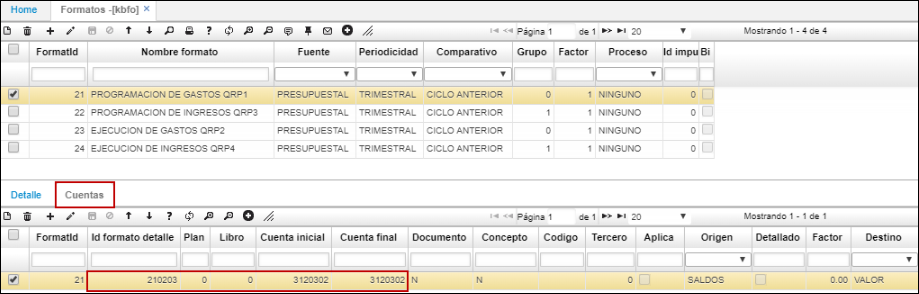 Home Formatos -[kbfo] ×
Página 1 de 1 20 Mostrando 1 - 4 de 4
FormatId Nombre formato Fuente Periodicidad Comparativo Grupo Factor Proceso Id impu Bi
21 PROGRAMACION DE GASTOS QRP1 PRESUPUESTAL TRIMESTRAL CICLO ANTERIOR 0 1 NINGUNO 0
22 PROGRAMACION DE INGRESOS QRP3 PRESUPUESTAL TRIMESTRAL CICLO ANTERIOR 1 1 NINGUNO 0
23 EJECUCION DE GASTOS QRP2 PRESUPUESTAL TRIMESTRAL CICLO ANTERIOR 0 1 NINGUNO 0
24 EJECUCION DE INGRESOS QRP4 PRESUPUESTAL TRIMESTRAL CICLO ANTERIOR 1 1 NINGUNO 0
Detalle Cuentas
Página 1 de 1 20 Mostrando 1 - 1 de 1
FormatId Id formato detalle Plan Libro Cuenta inicial Cuenta final Documento Concepto Codigo Tercero Aplica Origen Detallado Factor Destino
21 210203 0 0 3120302 3120302 N N 0 SALDOS 0.00 VALOR